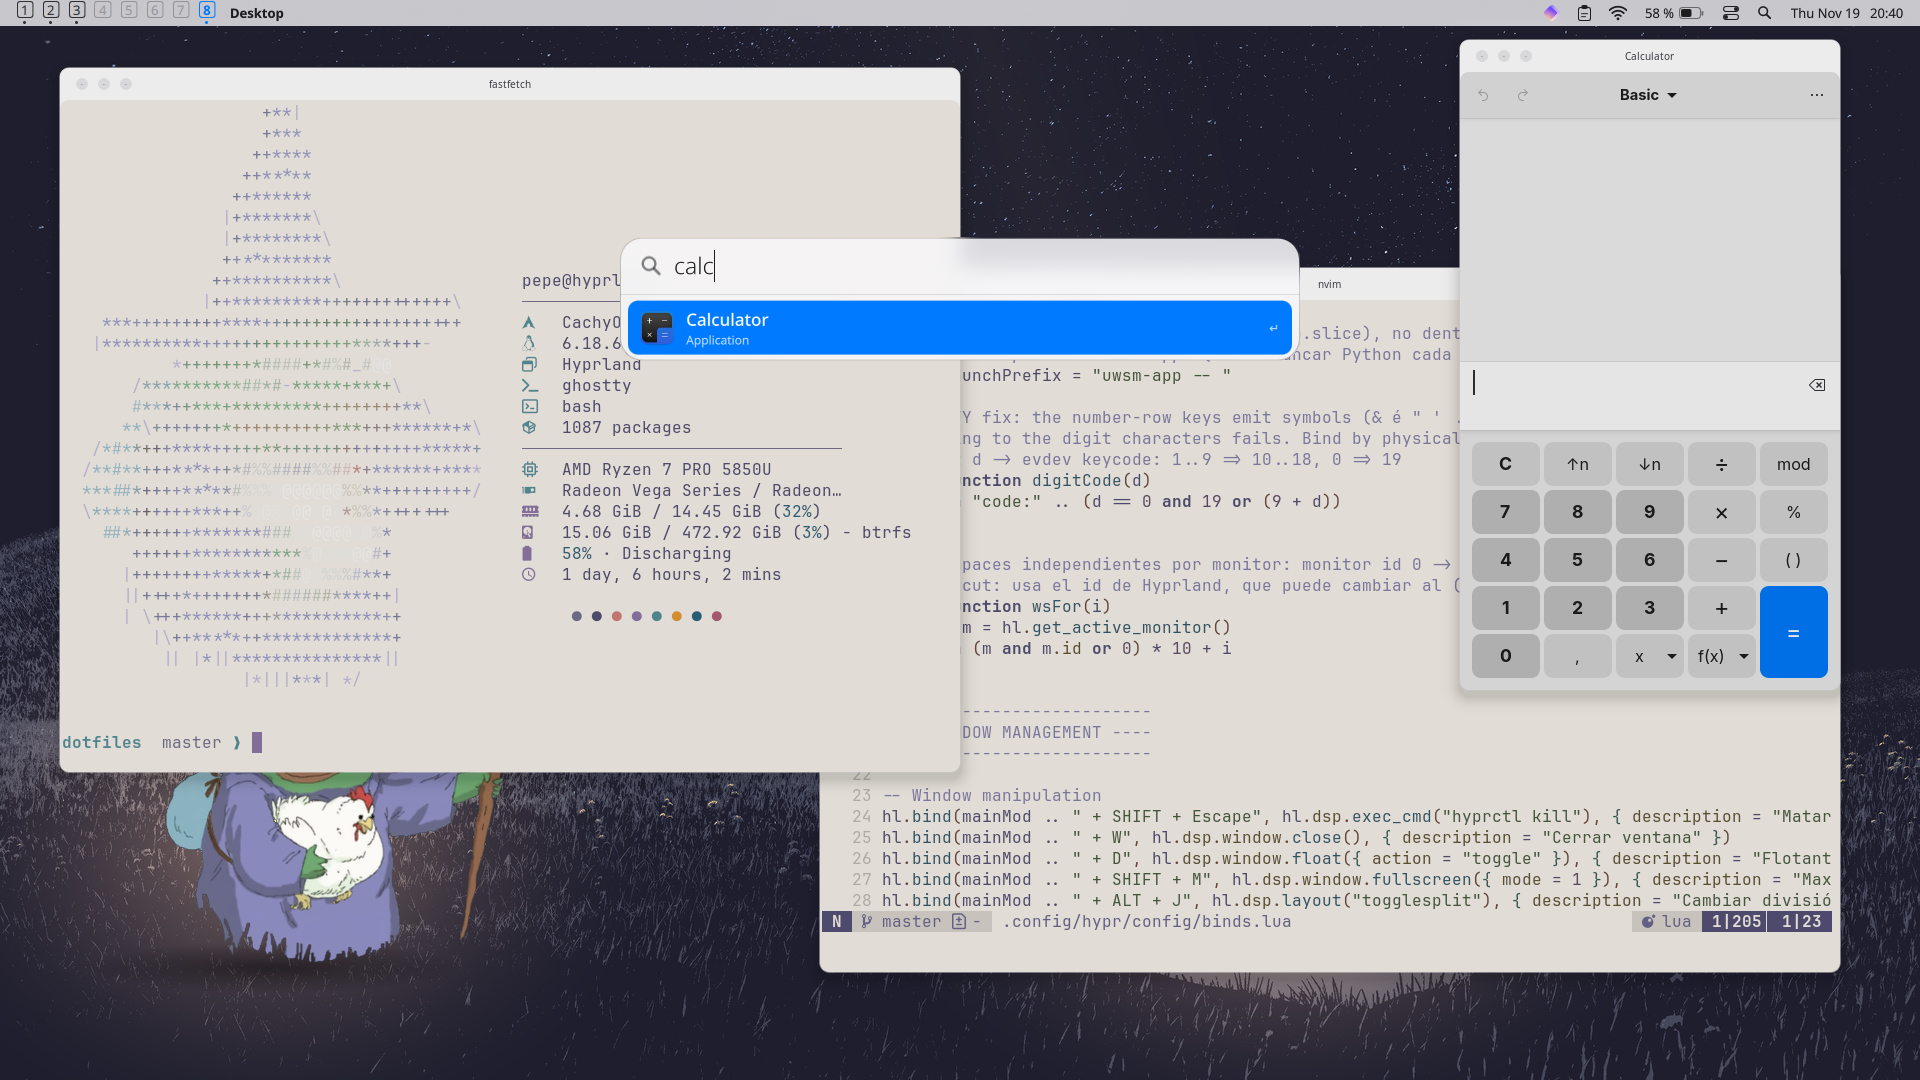 1 2 3 4 5 6 7 8 Desktop
58 % Thu Nov 19 20:40
fastfetch
pepe@hyprl
CachyO
6.18.6
Hyprland
ghostty
bash
1087 packages
AMD Ryzen 7 PRO 5850U
Radeon Vega Series / Radeon…
4.68 GiB / 14.45 GiB (32%)
15.06 GiB / 472.92 GiB (3%) - btrfs
58% · Discharging
1 day, 6 hours, 2 mins
dotfiles master ❯
calc
Calculator
Application
nvim
.slice), no dent
ncar Python cada
unchPrefix = "uwsm-app -- "
Y fix: the number-row keys emit symbols (& é " ' .
ng to the digit characters fails. Bind by physical
d -> evdev keycode: 1..9 => 10..18, 0 => 19
nction digitCode(d)
"code:" .. (d == 0 and 19 or (9 + d))
paces independientes por monitor: monitor id 0 ->
cut: usa el id de Hyprland, que puede cambiar al (
nction wsFor(i)
m = hl.get_active_monitor()
(m and m.id or 0) * 10 + i
-------------------
DOW MANAGEMENT ----
-------------------
22
23 -- Window manipulation
24 hl.bind(mainMod .. " + SHIFT + Escape", hl.dsp.exec_cmd("hyprctl kill"), { description = "Matar
25 hl.bind(mainMod .. " + W", hl.dsp.window.close(), { description = "Cerrar ventana" })
26 hl.bind(mainMod .. " + D", hl.dsp.window.float({ action = "toggle" }), { description = "Flotant
27 hl.bind(mainMod .. " + SHIFT + M", hl.dsp.window.fullscreen({ mode = 1 }), { description = "Max
28 hl.bind(mainMod .. " + ALT + J", hl.dsp.layout("togglesplit"), { description = "Cambiar divisió
N master - .config/hypr/config/binds.lua lua 1|205 1|23
Calculator
Basic
C ↑n ↓n ÷ mod
7 8 9 × %
4 5 6 − ( )
1 2 3 +
=
0 , x f(x)